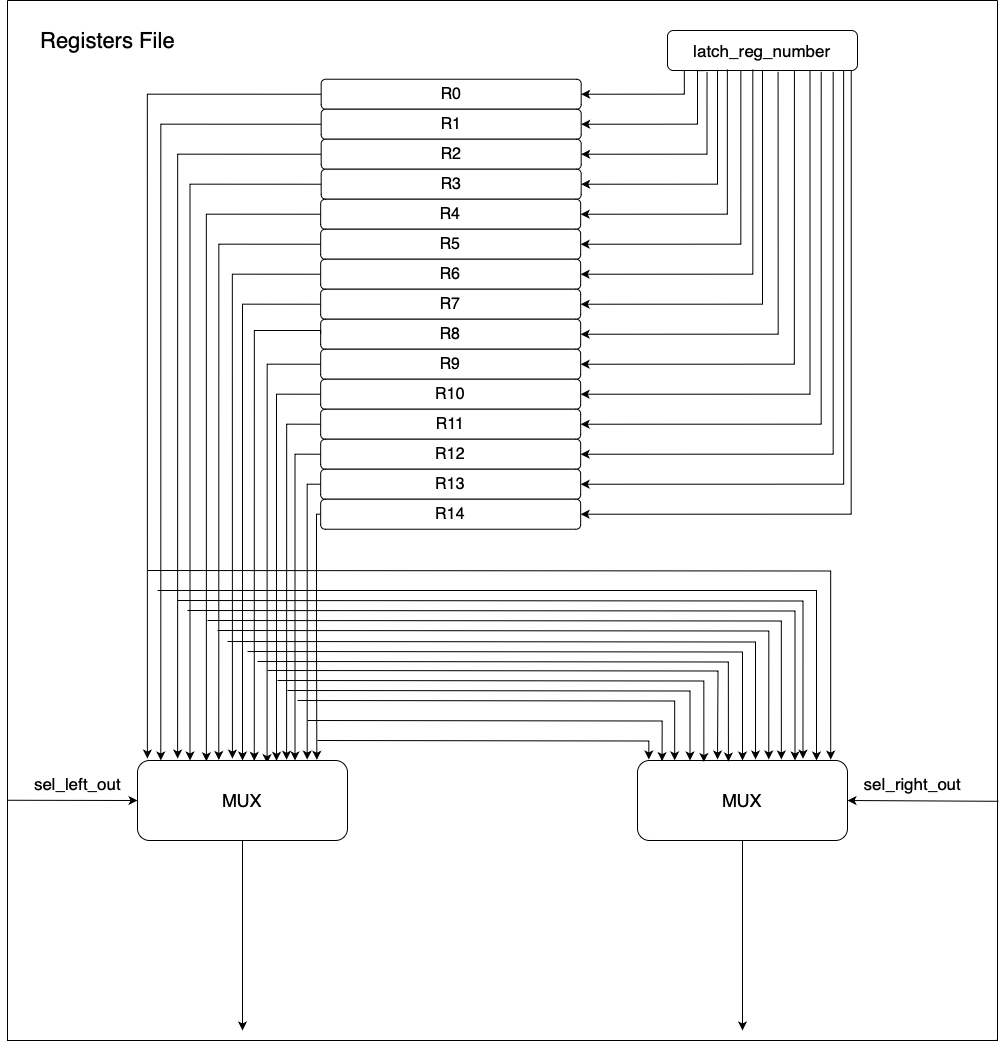 Registers File
latch_reg_number
R0
R1
R2
R3
R4
R5
R6
R7
R8
R9
R10
R11
R12
R13
R14
sel_left_out
MUX
MUX
sel_right_out